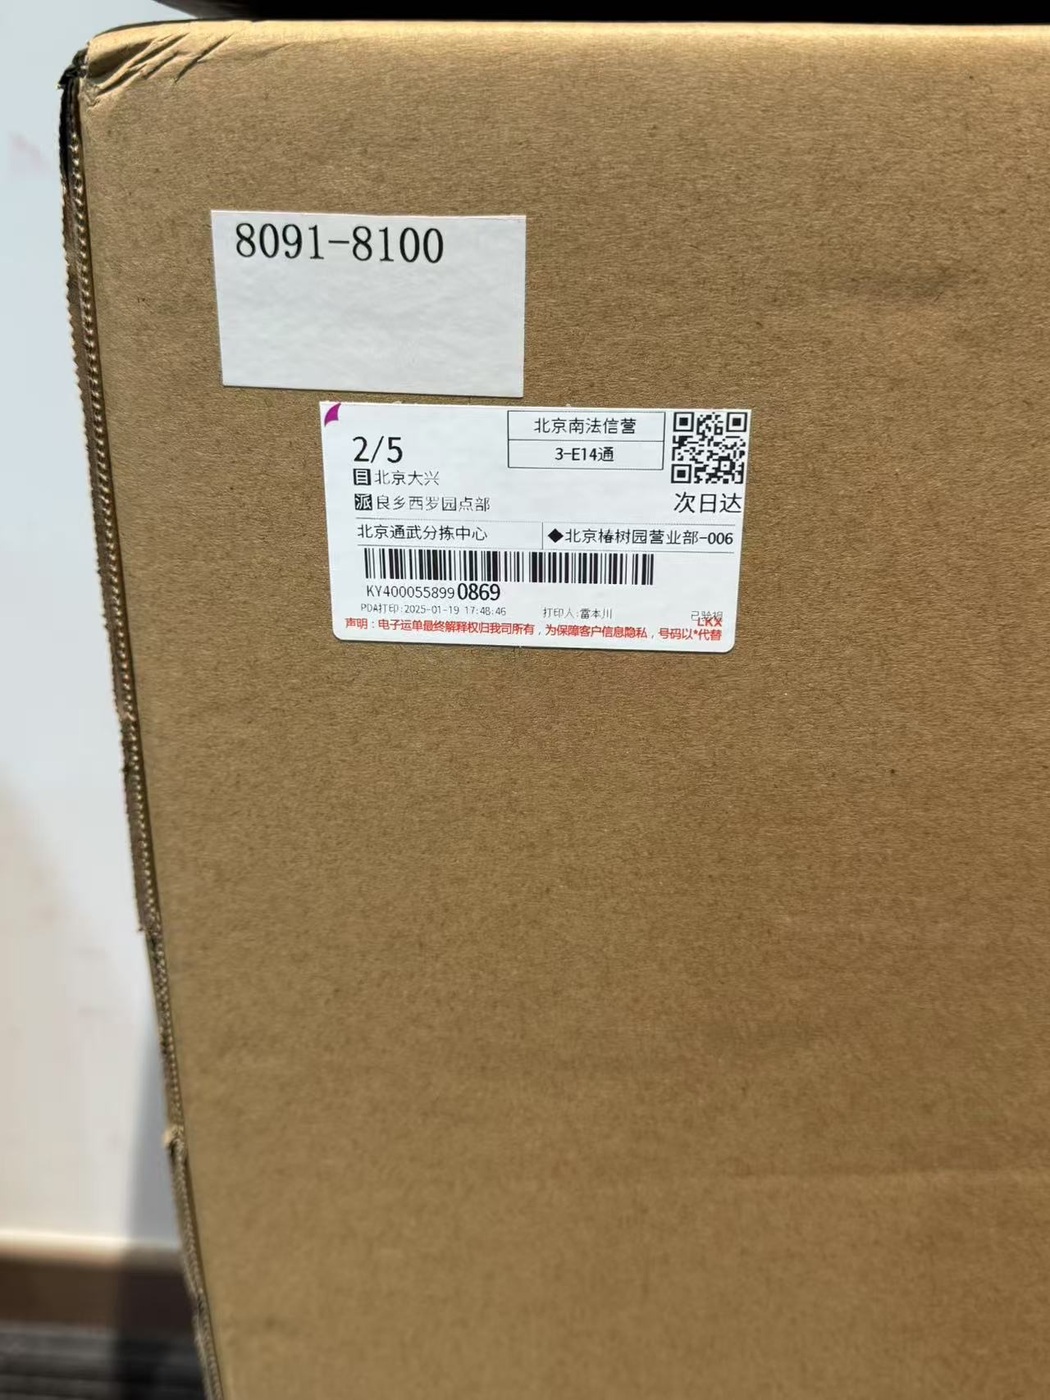 8091-8100
2/5
北京南法信营
3-E14通
目 北京大兴
派 良乡西罗园点部
次日达
北京通武分拣中心
◆北京椿树园营业部-006
KY4000558990869
PDA打印:2025-01-19 17:48:46
打印人:雷本川
已验视
LKX
声明：电子运单最终解释权归我司所有，为保障客户信息隐私，号码以*代替